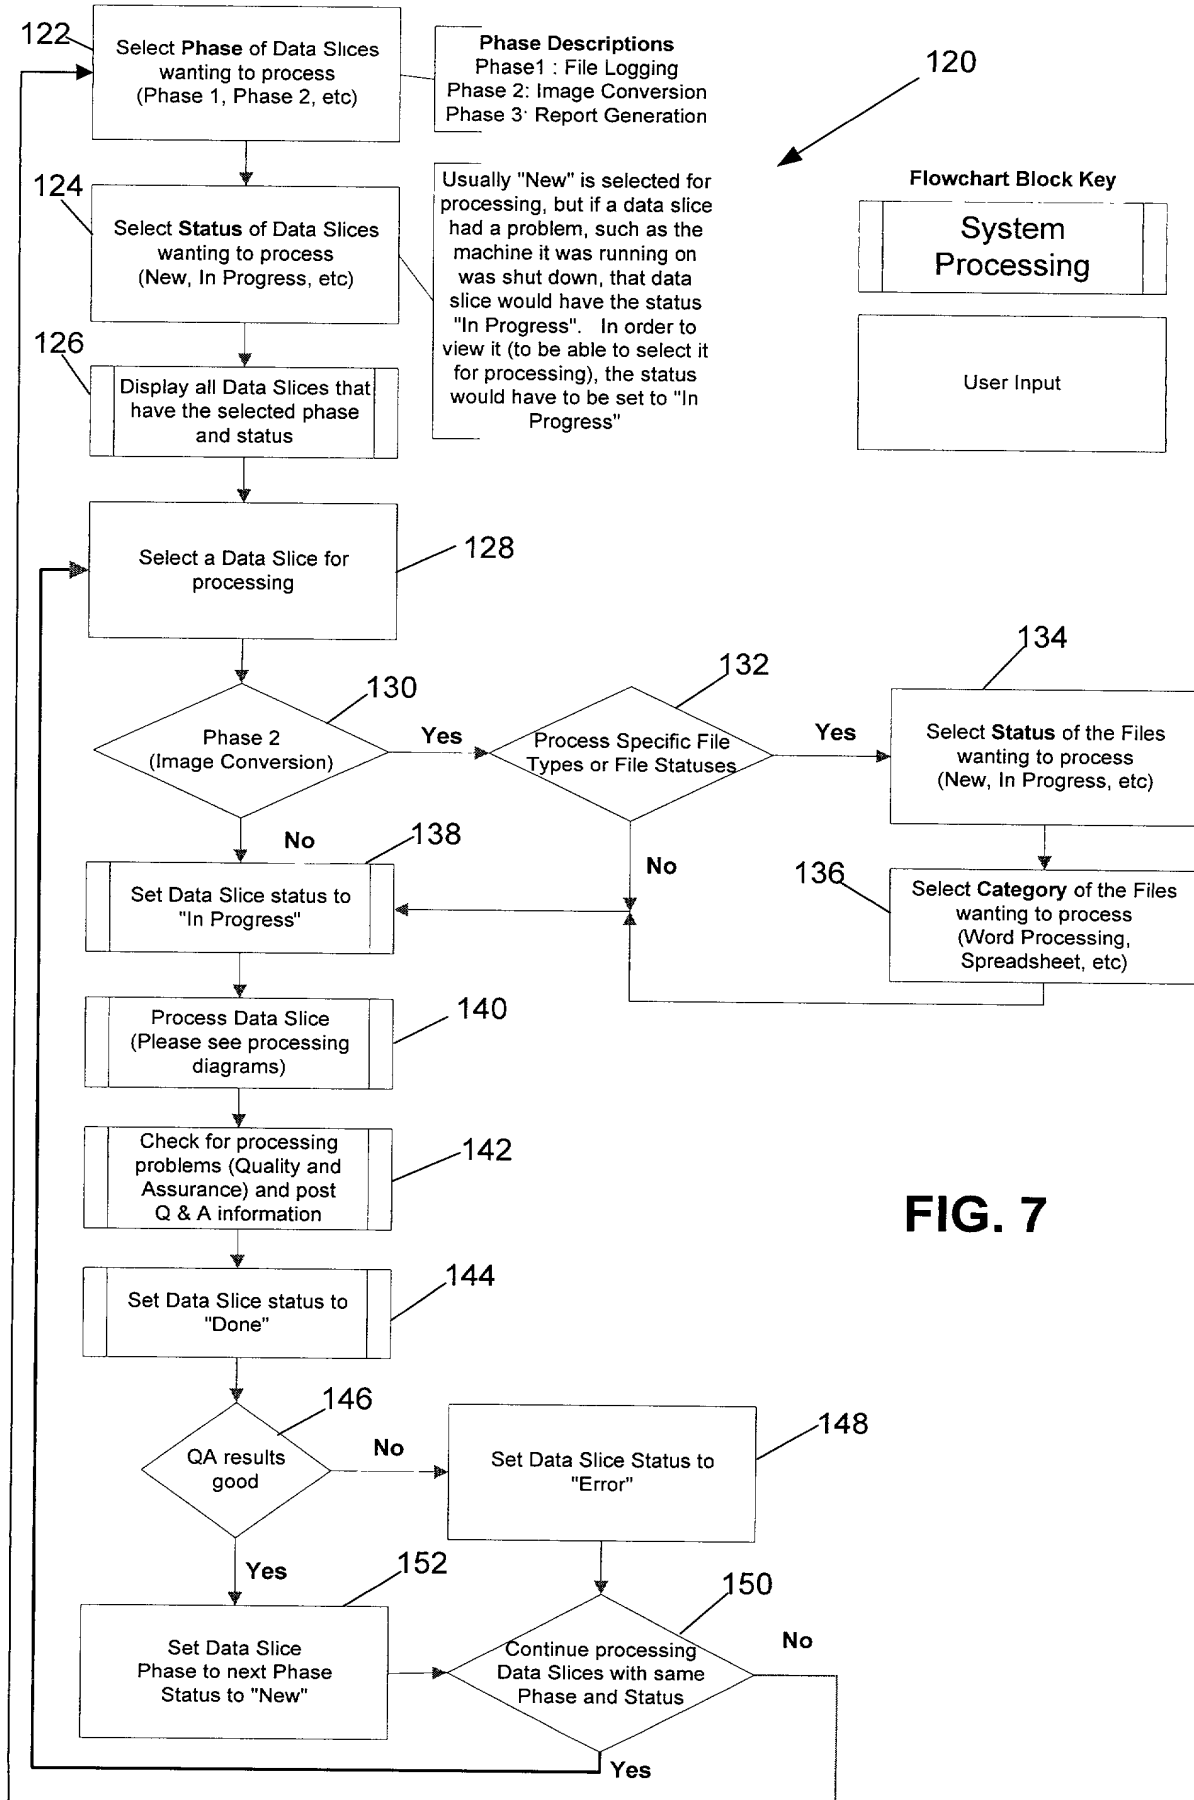 122
Select Phase of Data Slices
wanting to process
(Phase 1, Phase 2, etc)
Phase Descriptions
Phase1 : File Logging
Phase 2: Image Conversion
Phase 3: Report Generation
120
124
Select Status of Data Slices
wanting to process
(New, In Progress, etc)
Usually "New" is selected for
processing, but if a data slice
had a problem, such as the
machine it was running on
was shut down, that data
slice would have the status
"In Progress". In order to
view it (to be able to select it
for processing), the status
would have to be set to "In
Progress"
Flowchart Block Key
System
Processing
User Input
126
Display all Data Slices that
have the selected phase
and status
Select a Data Slice for
processing
128
Phase 2
(Image Conversion)
130
Yes
No
Process Specific File
Types or File Statuses
132
Yes
No
134
Select Status of the Files
wanting to process
(New, In Progress, etc)
136
Select Category of the Files
wanting to process
(Word Processing,
Spreadsheet, etc)
138
Set Data Slice status to
"In Progress"
Process Data Slice
(Please see processing
diagrams)
140
Check for processing
problems (Quality and
Assurance) and post
Q & A information
142
FIG. 7
Set Data Slice status to
"Done"
144
QA results
good
146
No
Yes
Set Data Slice Status to
"Error"
148
152
Set Data Slice
Phase to next Phase
Status to "New"
Continue processing
Data Slices with same
Phase and Status
150
No
Yes